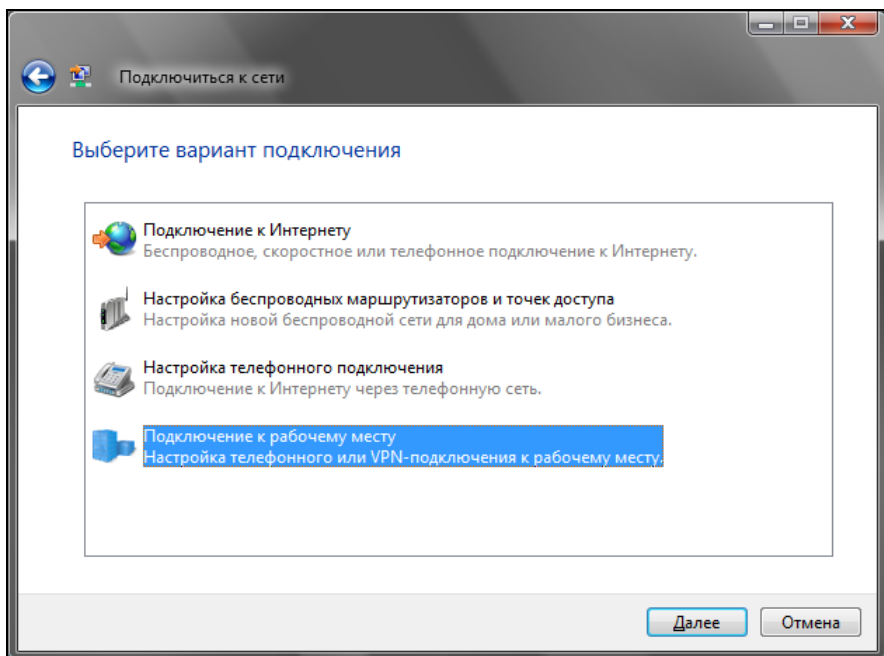 Подключиться к сети
Выберите вариант подключения
Подключение к Интернету
Беспроводное, скоростное или телефонное подключение к Интернету.
Настройка беспроводных маршрутизаторов и точек доступа
Настройка новой беспроводной сети для дома или малого бизнеса.
Настройка телефонного подключения
Подключение к Интернету через телефонную сеть.
Подключение к рабочему месту
Настройка телефонного или VPN-подключения к рабочему месту.
Далее
Отмена